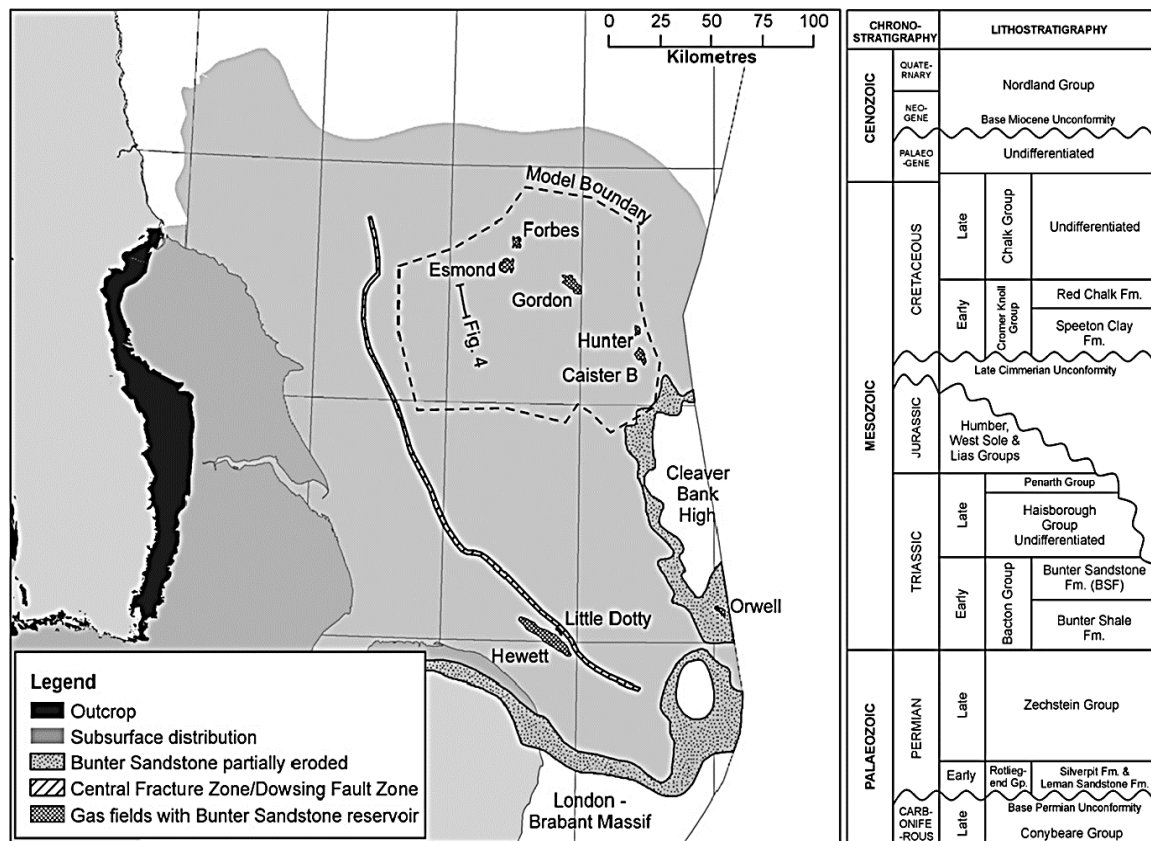 0 25 50 75 100
Kilometres
Model Boundary
Forbes
Esmond
Gordon
Fig. 4
Hunter
Caister B
Cleaver
Bank
High
Orwell
Little Dotty
Hewett
London -
Brabant Massif
Legend
Outcrop
Subsurface distribution
Bunter Sandstone partially eroded
Central Fracture Zone/Dowsing Fault Zone
Gas fields with Bunter Sandstone reservoir
CHRONO-
STRATIGRAPHY
LITHOSTRATIGRAPHY
CENOZOIC
QUATE-
RNARY
NEO-
GENE
PALAEO
-GENE
Nordland Group
Base Miocene Unconformity
Undifferentiated
MESOZOIC
CRETACEOUS
Late
Chalk Group
Undifferentiated
Early
Cromer Knoll
Group
Red Chalk Fm.
Speeton Clay
Fm.
Late Cimmerian Unconformity
JURASSIC
Humber,
West Sole &
Lias Groups
TRIASSIC
Late
Penarth Group
Haisborough
Group
Undifferentiated
Early
Bacton Group
Bunter Sandstone
Fm. (BSF)
Bunter Shale
Fm.
PALAEOZOIC
PERMIAN
Late
Zechstein Group
Early
Rotlieg-
end Gp.
Silverpit Fm. &
Leman Sandstone Fm.
Base Permian Unconformity
CARB-
ONIFE
-ROUS
Late
Conybeare Group